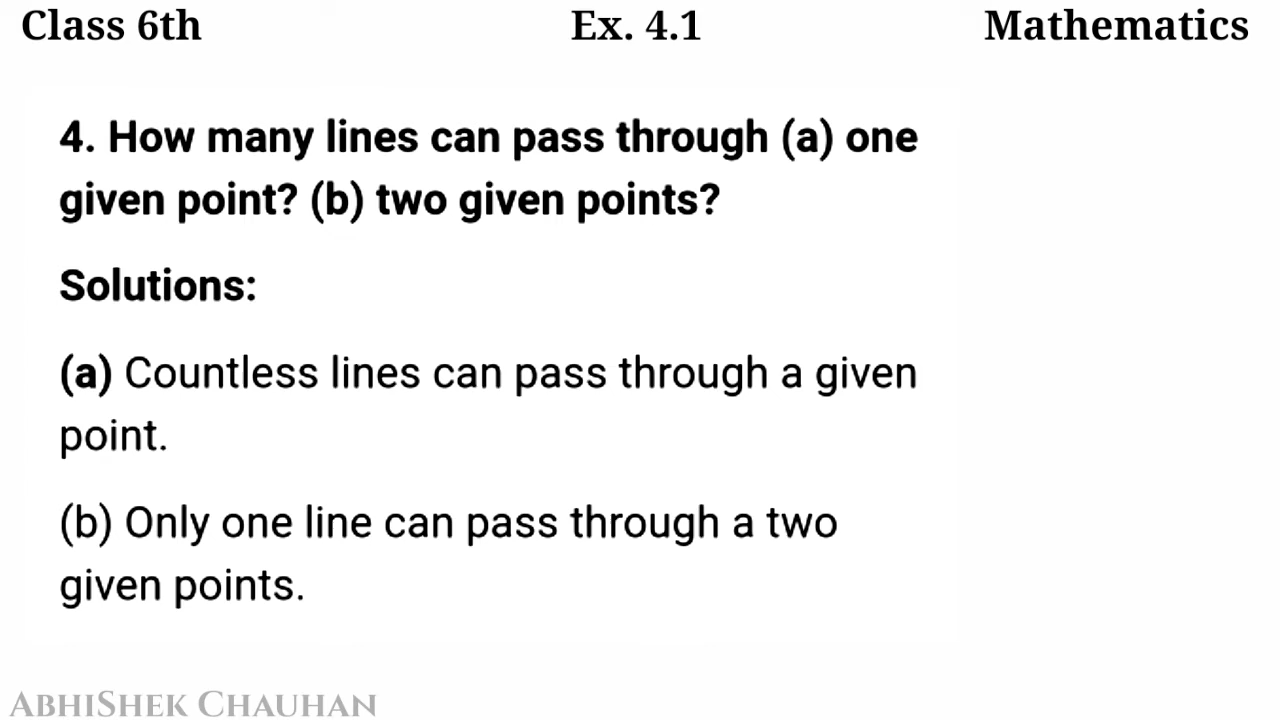 Class 6th Ex. 4.1 Mathematics
4. How many lines can pass through (a) one
given point? (b) two given points?
Solutions:
(a) Countless lines can pass through a given
point.
(b) Only one line can pass through a two
given points.
ABHISHEK CHAUHAN